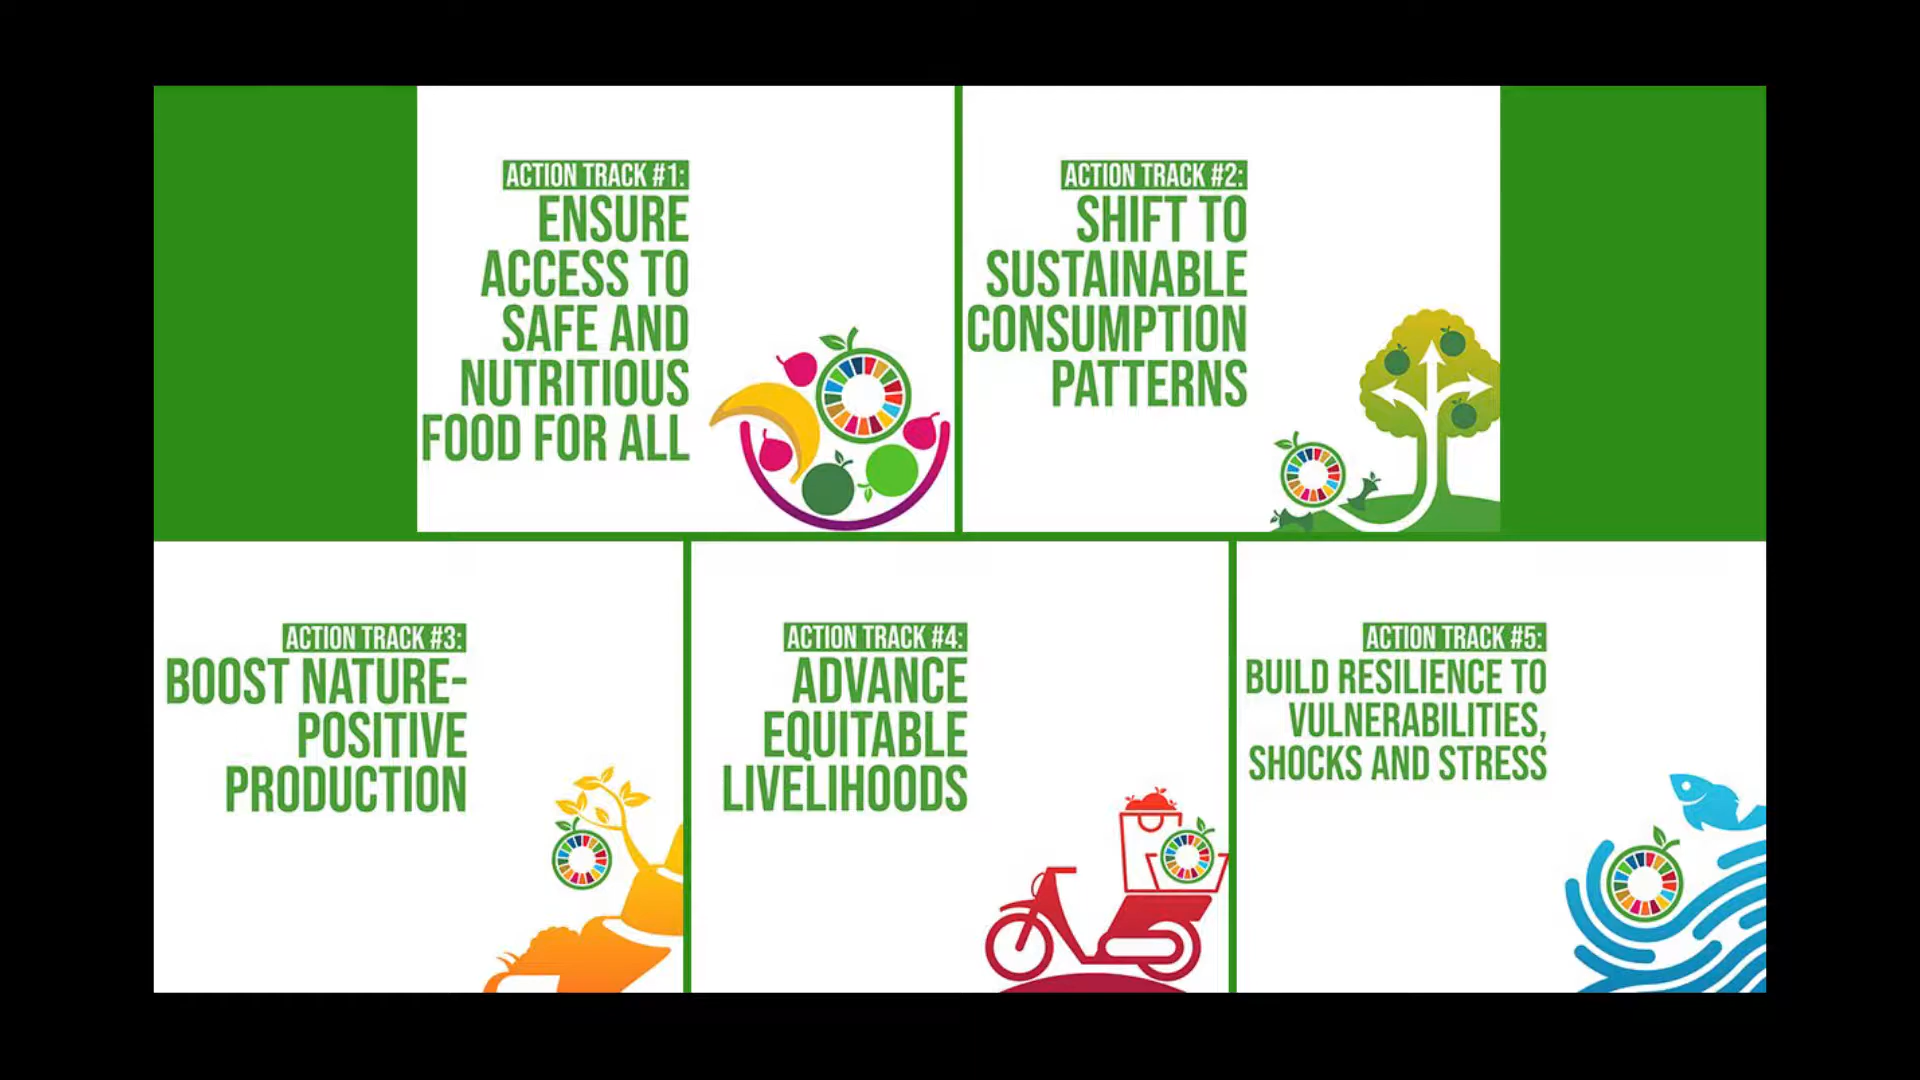 ACTION TRACK #1:
ENSURE
ACCESS TO
SAFE AND
NUTRITIOUS
FOOD FOR ALL
ACTION TRACK #2:
SHIFT TO
SUSTAINABLE
CONSUMPTION
PATTERNS
ACTION TRACK #3:
BOOST NATURE-
POSITIVE
PRODUCTION
ACTION TRACK #4:
ADVANCE
EQUITABLE
LIVELIHOODS
ACTION TRACK #5:
BUILD RESILIENCE TO
VULNERABILITIES,
SHOCKS AND STRESS